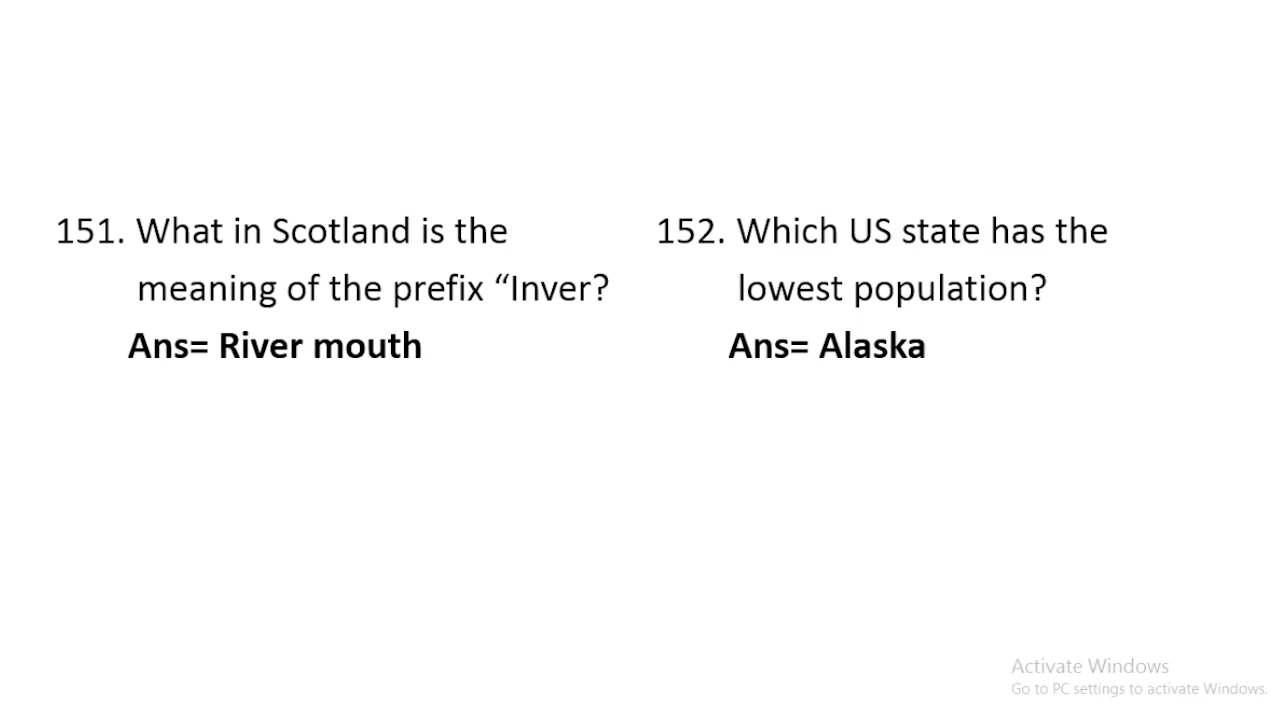 151. What in Scotland is the
meaning of the prefix “Inver?
Ans= River mouth
152. Which US state has the
lowest population?
Ans= Alaska
Activate Windows
Go to PC settings to activate Windows.